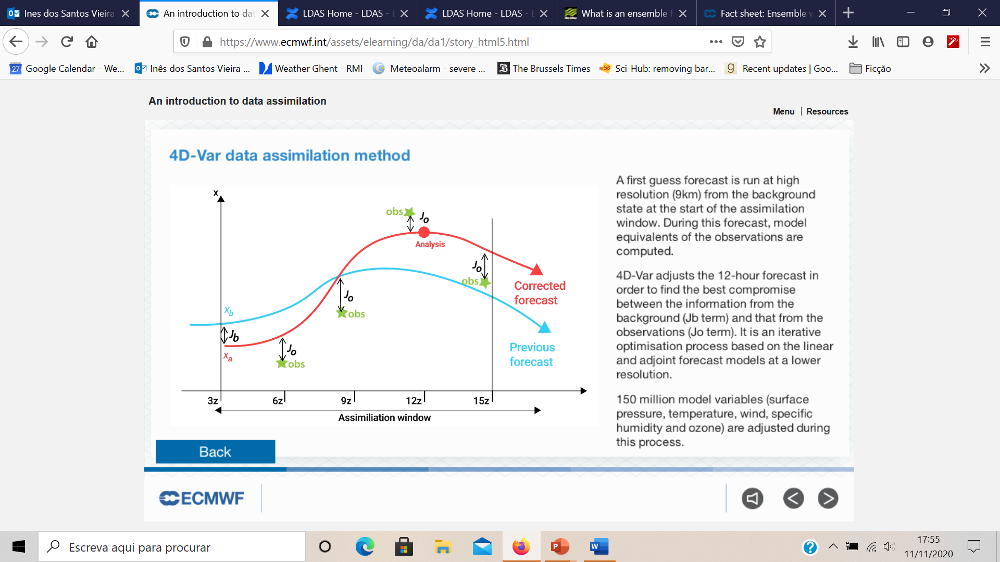 Ines dos Santos Vieira
An introduction to dat
LDAS Home - LDAS - E
LDAS Home - LDAS - E
What is an ensemble f
Fact sheet: Ensemble w
https://www.ecmwf.int/assets/elearning/da/da1/story_html5.html
27 Google Calendar - We...
Inês dos Santos Vieira ...
Weather Ghent - RMI
Meteoalarm - severe ...
The Brussels Times
Sci-Hub: removing bar...
Recent updates | Goo...
Ficção
An introduction to data assimilation
Menu | Resources
4D-Var data assimilation method
x
obs
Jo
Analysis
Jo
obs
Corrected
forecast
Jo
obs
xb
Jb
xa
Jo
obs
Previous
forecast
3z 6z 9z 12z 15z
Assimiliation window
A first guess forecast is run at high
resolution (9km) from the background
state at the start of the assimilation
window. During this forecast, model
equivalents of the observations are
computed.
4D-Var adjusts the 12-hour forecast in
order to find the best compromise
between the information from the
background (Jb term) and that from the
observations (Jo term). It is an iterative
optimisation process based on the linear
and adjoint forecast models at a lower
resolution.
150 million model variables (surface
pressure, temperature, wind, specific
humidity and ozone) are adjusted during
this process.
Back
ECMWF
Escreva aqui para procurar
17:55
11/11/2020